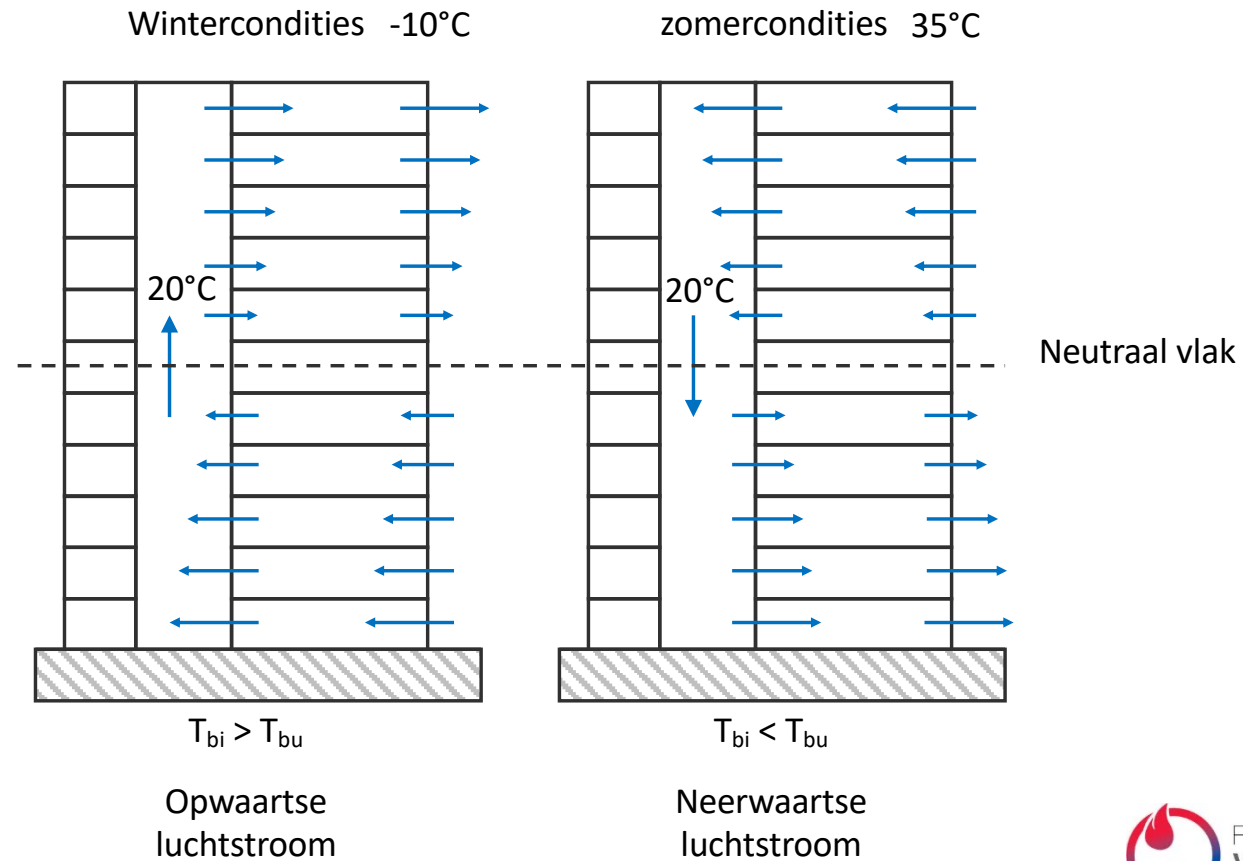 Wintercondities -10°C
zomercondities 35°C
20°C
20°C
Neutraal vlak
T_bi > T_bu
T_bi < T_bu
Opwaartse
luchtstroom
Neerwaartse
luchtstroom